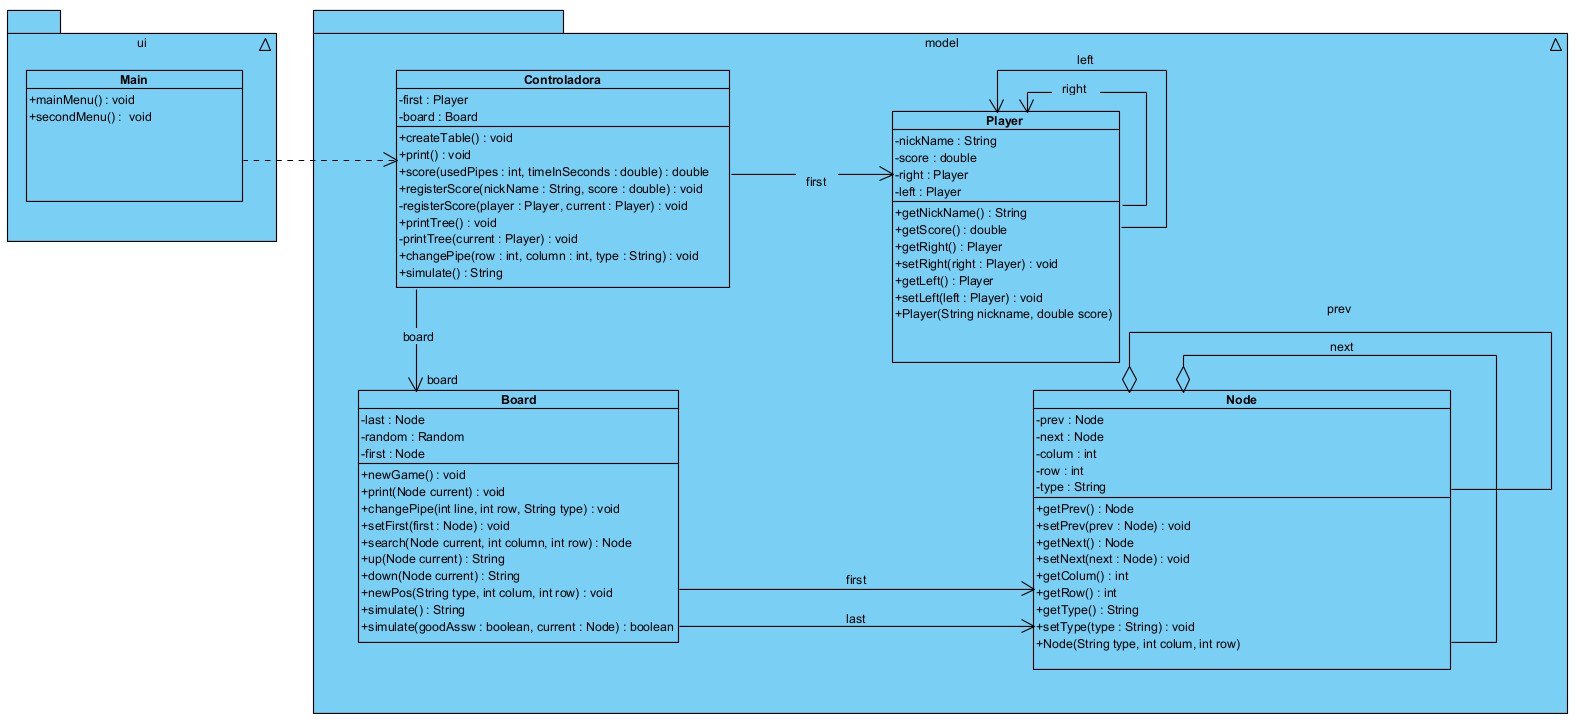 ui
Main
+mainMenu() : void
+secondMenu() : void
model
Controladora
-first : Player
-board : Board
+createTable() : void
+print() : void
+score(usedPipes : int, timeInSeconds : double) : double
+registerScore(nickName : String, score : double) : void
-registerScore(player : Player, current : Player) : void
+printTree() : void
-printTree(current : Player) : void
+changePipe(row : int, column : int, type : String) : void
+simulate() : String
first
left
right
Player
-nickName : String
-score : double
-right : Player
-left : Player
+getNickName() : String
+getScore() : double
+getRight() : Player
+setRight(right : Player) : void
+getLeft() : Player
+setLeft(left : Player) : void
+Player(String nickname, double score)
board
board
Board
-last : Node
-random : Random
-first : Node
+newGame() : void
+print(Node current) : void
+changePipe(int line, int row, String type) : void
+setFirst(first : Node) : void
+search(Node current, int column, int row) : Node
+up(Node current) : String
+down(Node current) : String
+newPos(String type, int colum, int row) : void
+simulate() : String
+simulate(goodAssw : boolean, current : Node) : boolean
first
last
prev
next
Node
-prev : Node
-next : Node
-colum : int
-row : int
-type : String
+getPrev() : Node
+setPrev(prev : Node) : void
+getNext() : Node
+setNext(next : Node) : void
+getColum() : int
+getRow() : int
+getType() : String
+setType(type : String) : void
+Node(String type, int colum, int row)